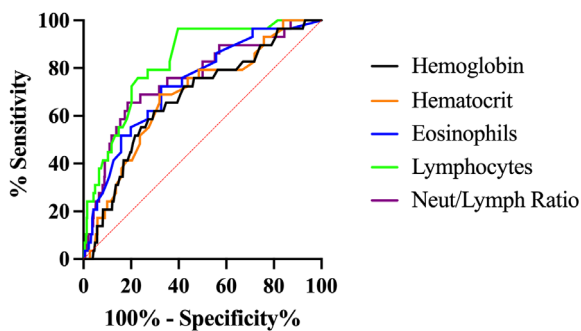 100
80
60
40
20
0
% Sensitivity
0 20 40 60 80 100
100% - Specificity%
Hemoglobin
Hematocrit
Eosinophils
Lymphocytes
Neut/Lymph Ratio